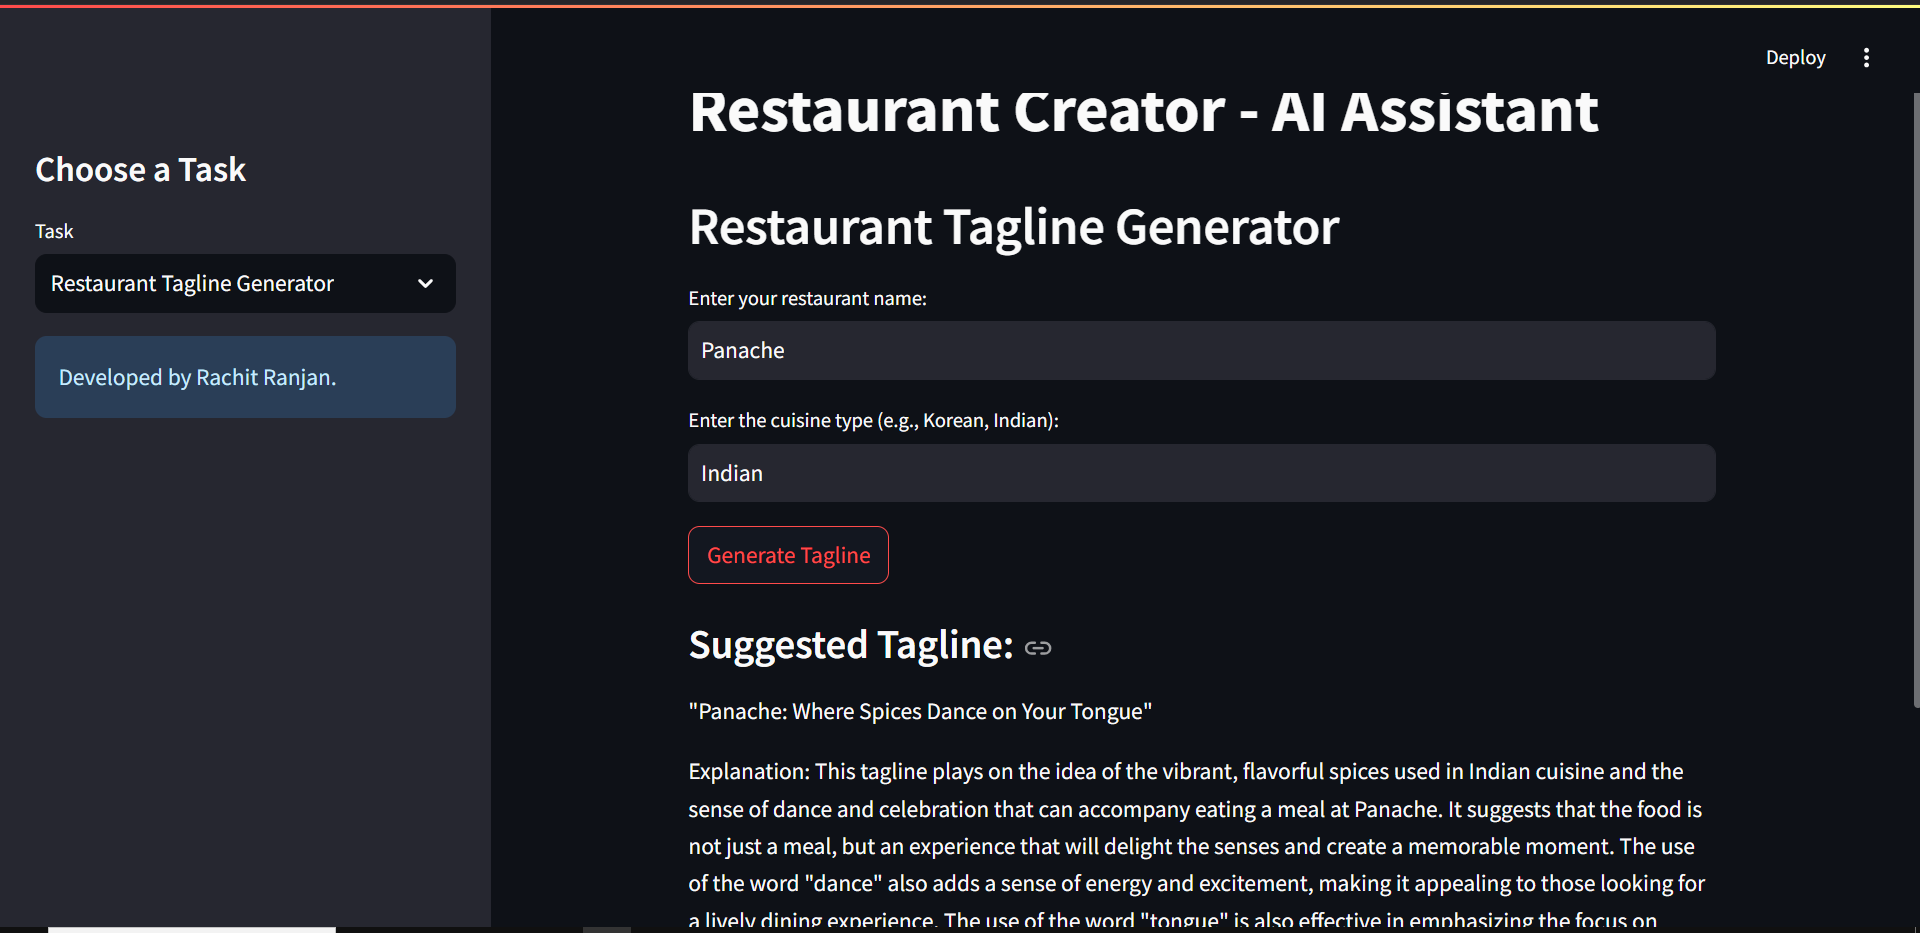 Deploy
Restaurant Creator - AI Assistant
Choose a Task
Task
Restaurant Tagline Generator
Developed by Rachit Ranjan.
Restaurant Tagline Generator
Enter your restaurant name:
Panache
Enter the cuisine type (e.g., Korean, Indian):
Indian
Generate Tagline
Suggested Tagline:
"Panache: Where Spices Dance on Your Tongue"
Explanation: This tagline plays on the idea of the vibrant, flavorful spices used in Indian cuisine and the
sense of dance and celebration that can accompany eating a meal at Panache. It suggests that the food is
not just a meal, but an experience that will delight the senses and create a memorable moment. The use
of the word "dance" also adds a sense of energy and excitement, making it appealing to those looking for
a lively dining experience. The use of the word "tongue" is also effective in emphasizing the focus on